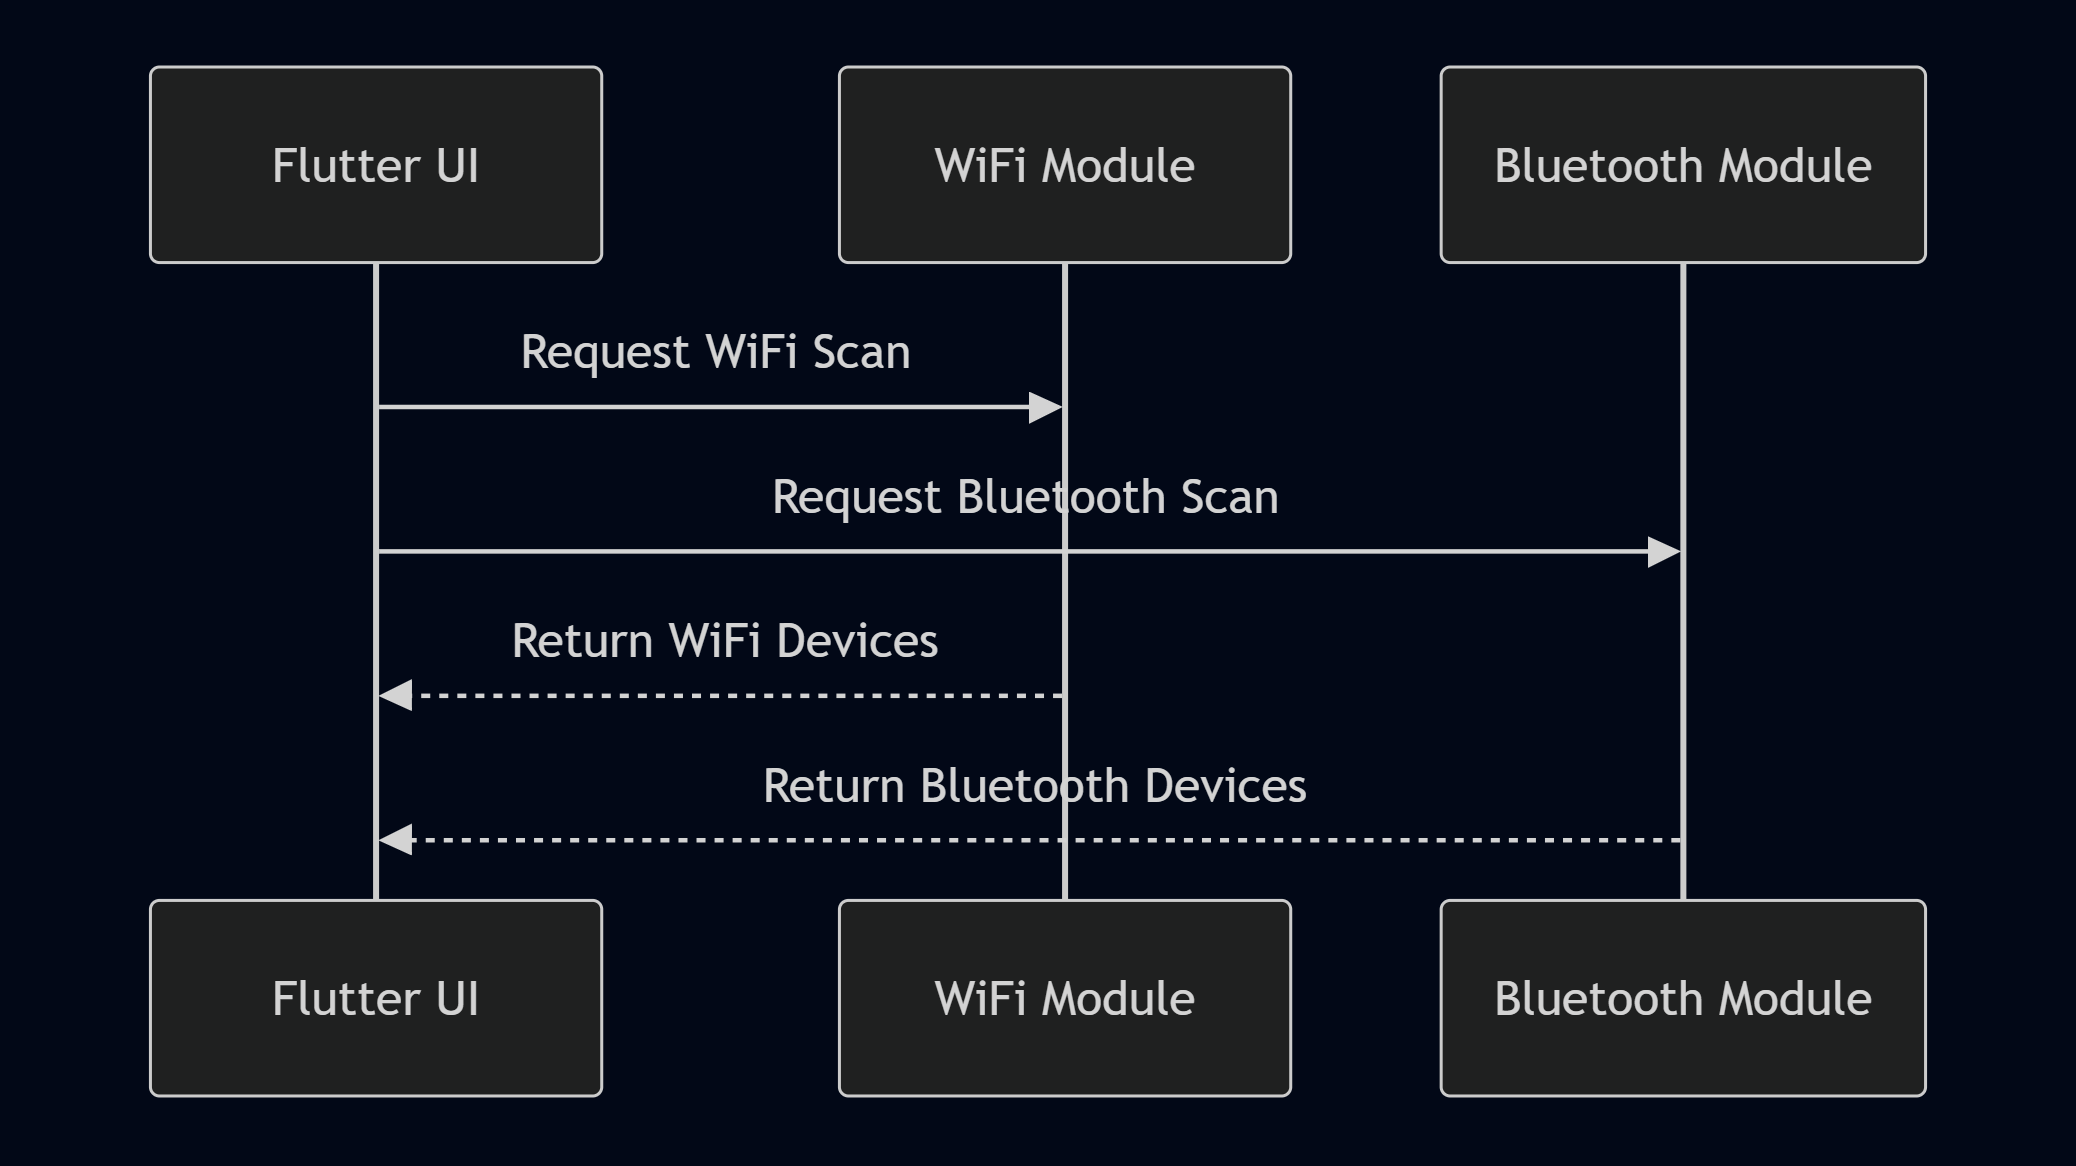 Flutter UI
WiFi Module
Bluetooth Module
Request WiFi Scan
Request Bluetooth Scan
Return WiFi Devices
Return Bluetooth Devices
Flutter UI
WiFi Module
Bluetooth Module